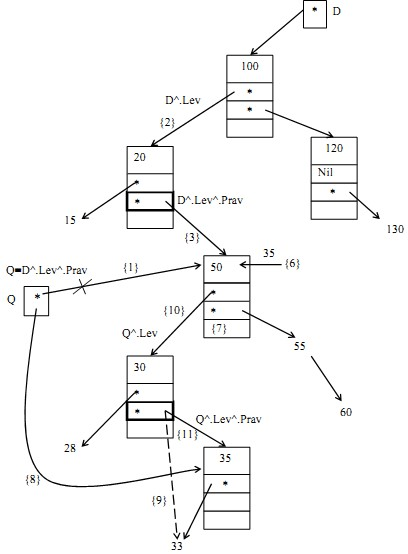 * D
100
D^.Lev *
{2} *
20
120
Nil
* D^.Lev^.Prav
*
*
15
130
{3}
35
Q=D^.Lev^.Prav {1} 50 {6}
Q *
{10} *
*
{7}
Q^.Lev
55
30
60
*
* Q^.Lev^.Prav
28 {11}
35
{8} *
{9}
33